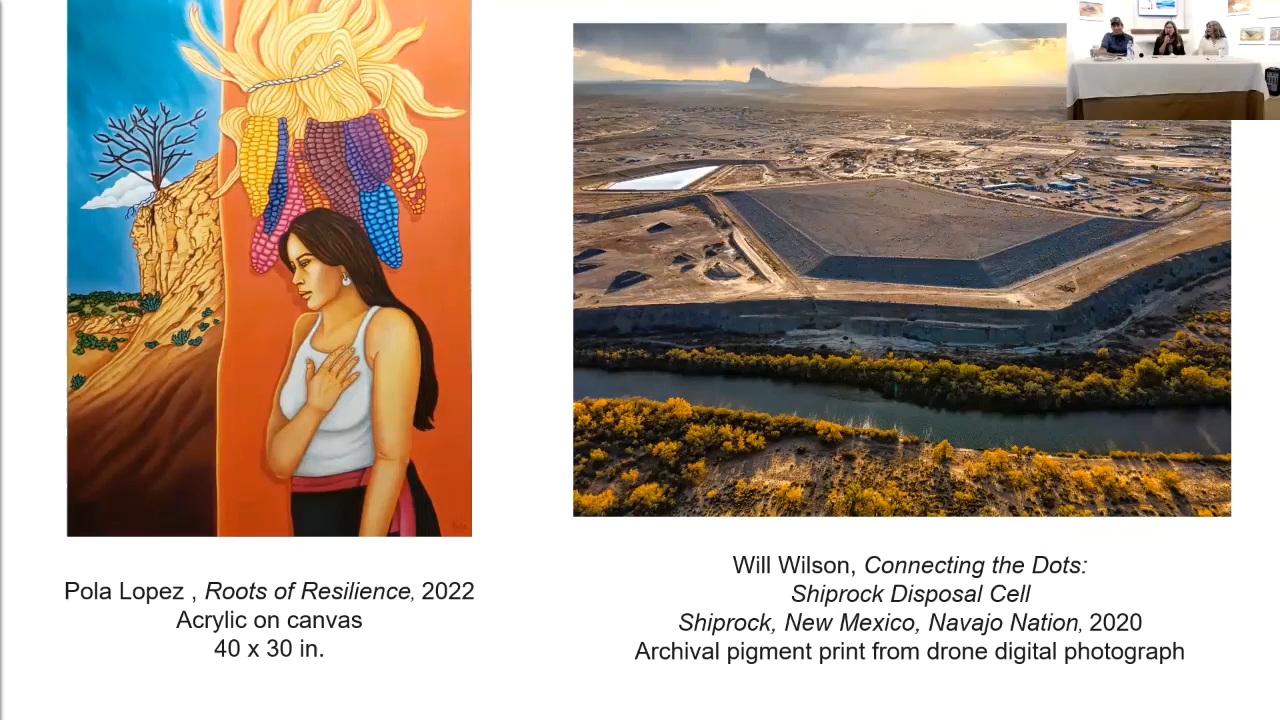 Pola Lopez , Roots of Resilience, 2022
Acrylic on canvas
40 x 30 in.
Will Wilson, Connecting the Dots:
Shiprock Disposal Cell
Shiprock, New Mexico, Navajo Nation, 2020
Archival pigment print from drone digital photograph